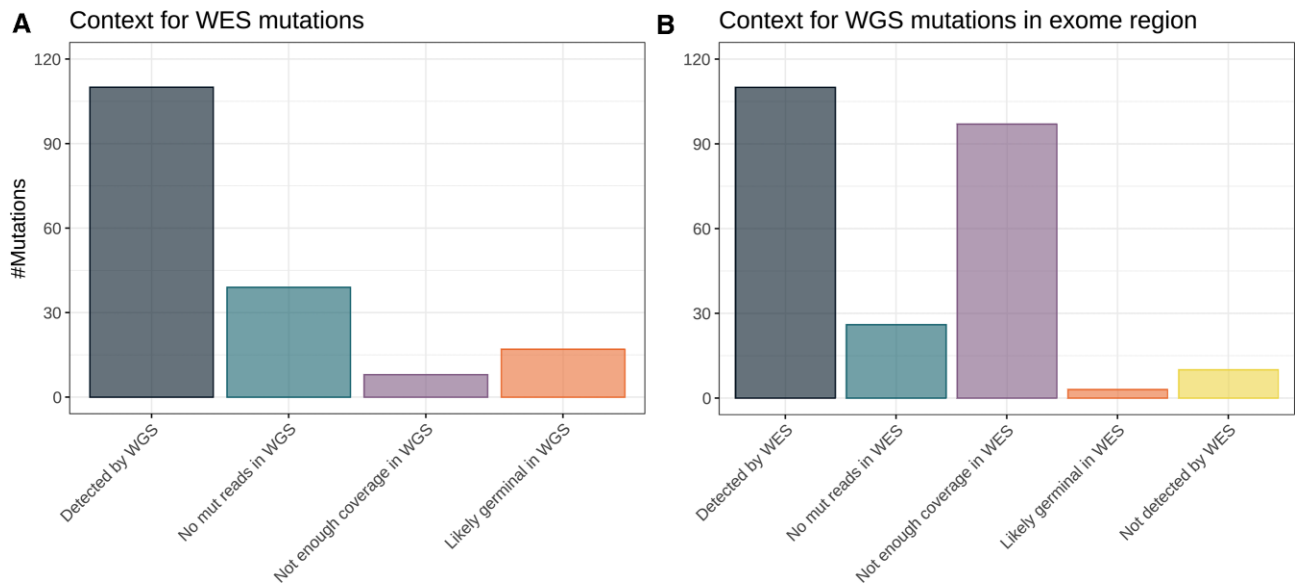 A Context for WES mutations
#Mutations
120
90
60
30
0
Detected by WGS
No mut reads in WGS
Not enough coverage in WGS
Likely germinal in WGS
B Context for WGS mutations in exome region
120
90
60
30
0
Detected by WES
No mut reads in WES
Not enough coverage in WES
Likely germinal in WES
Not detected by WES